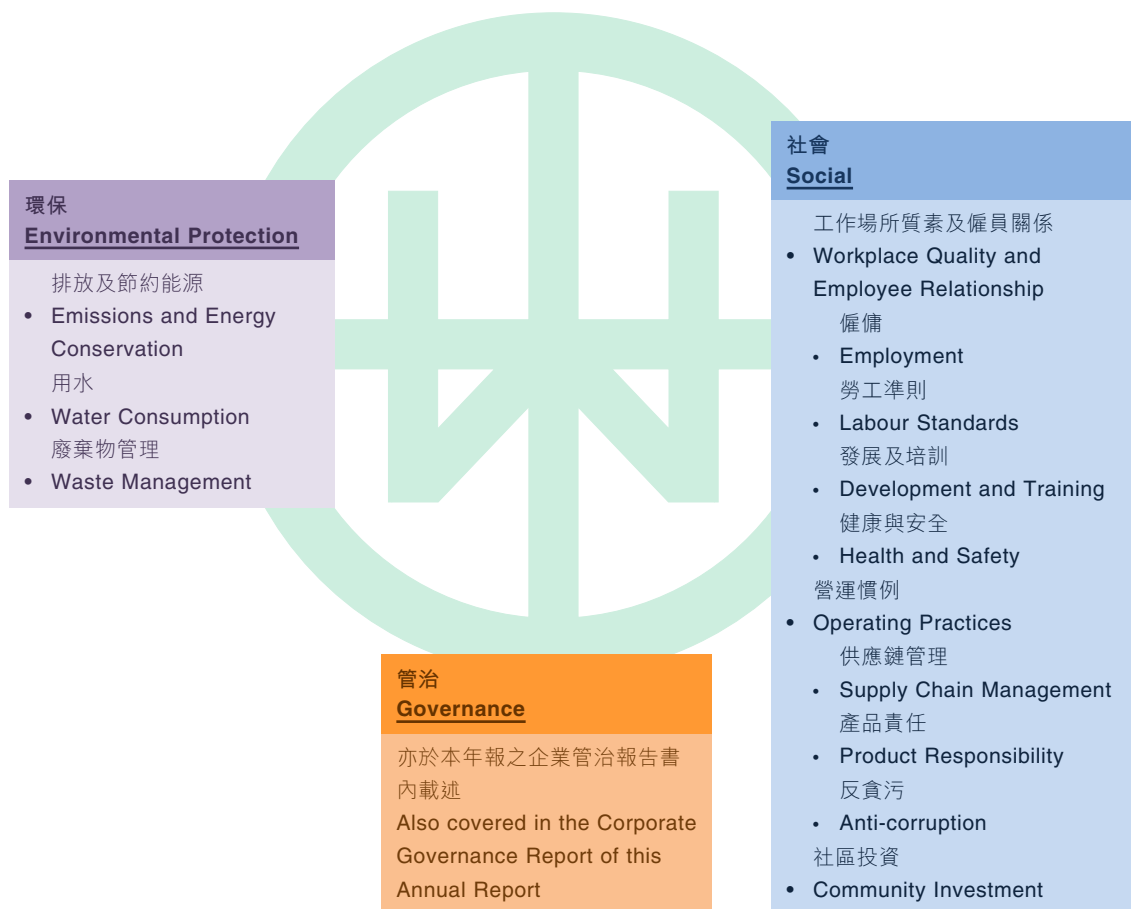 環保
Environmental Protection
排放及節約能源
• Emissions and Energy
Conservation
用水
• Water Consumption
廢棄物管理
• Waste Management
管治
Governance
亦於本年報之企業管治報告書
內載述
Also covered in the Corporate
Governance Report of this
Annual Report
社會
Social
工作場所質素及僱員關係
• Workplace Quality and
Employee Relationship
僱傭
• Employment
勞工準則
• Labour Standards
發展及培訓
• Development and Training
健康與安全
• Health and Safety
營運慣例
• Operating Practices
供應鏈管理
• Supply Chain Management
產品責任
• Product Responsibility
反貪污
• Anti-corruption
社區投資
• Community Investment